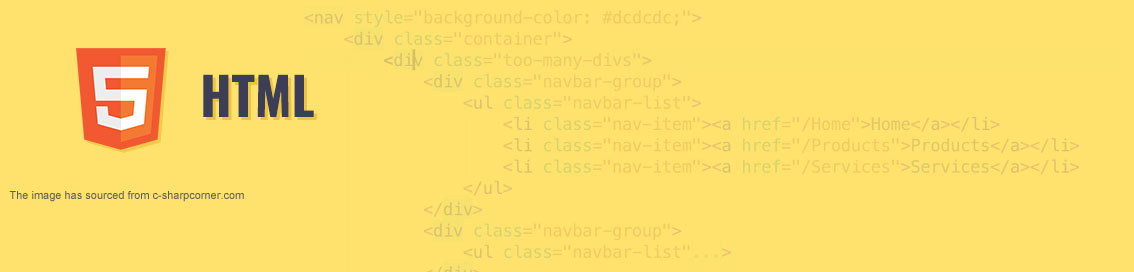 <nav style="background-color: #dcdcdc;">
<div class="container">
<div class="too-many-divs">
<div class="navbar-group">
<ul class="navbar-list">
<li class="nav-item"><a href="/Home">Home</a></li>
<li class="nav-item"><a href="/Products">Products</a></li>
<li class="nav-item"><a href="/Services">Services</a></li>
</ul>
</div>
<div class="navbar-group">
<ul class="navbar-list"...>
</div>
5
HTML
The image has sourced from c-sharpcorner.com